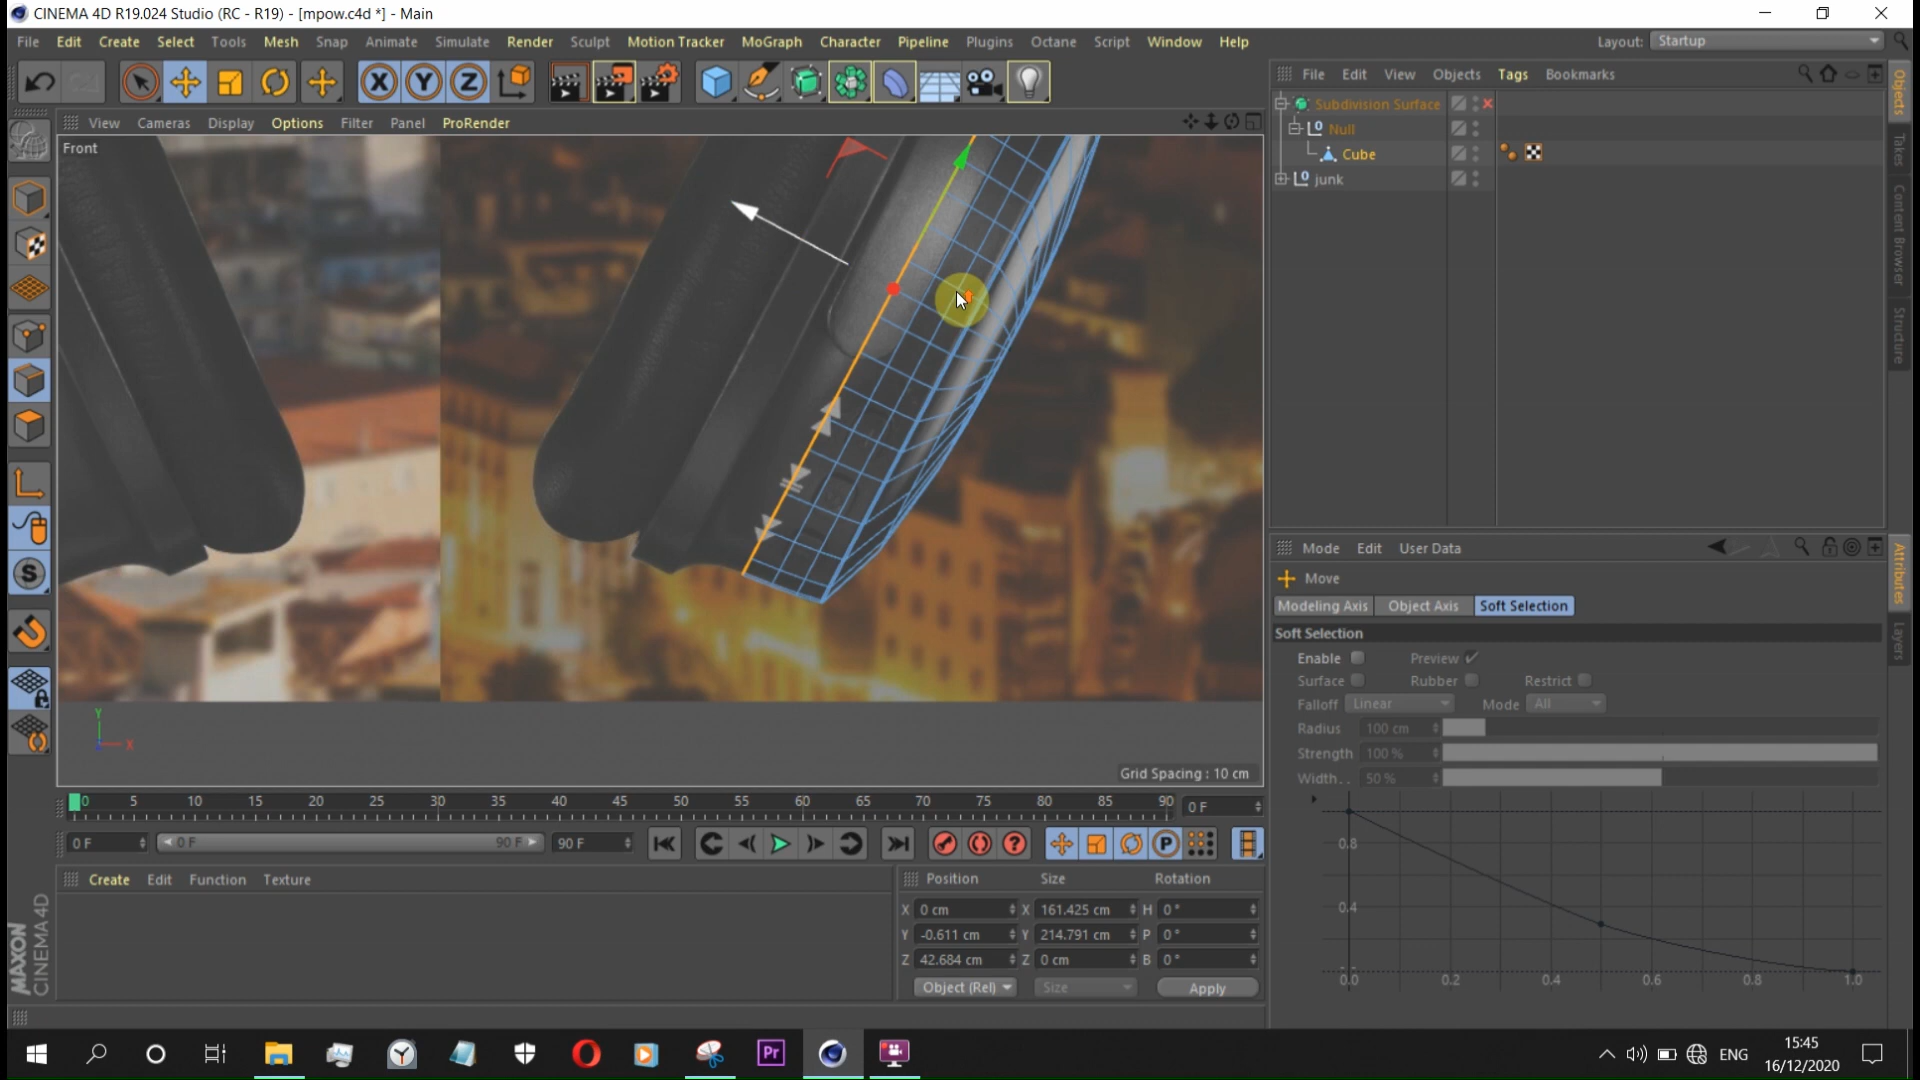 CINEMA 4D R19.024 Studio (RC - R19) - [mpow.c4d *] - Main
File Edit Create Select Tools Mesh Snap Animate Simulate Render Sculpt Motion Tracker MoGraph Character Pipeline Plugins Octane Script Window Help
Layout: Startup
X Y Z
File Edit View Objects Tags Bookmarks
View Cameras Display Options Filter Panel ProRender
Front
Subdivision Surface
Null
Cube
junk
Objects
Takes
Content Browser
Structure
Attributes
Layers
Mode Edit User Data
Move
Modeling Axis Object Axis Soft Selection
Soft Selection
Enable Preview
Surface Rubber Restrict
Falloff Linear Mode All
Radius 100 cm
Strength 100 %
Width.. 50 %
0.8
0.4
0.0 0.2 0.4 0.6 0.8 1.0
Y
X
Grid Spacing : 10 cm
0 5 10 15 20 25 30 35 40 45 50 55 60 65 70 75 80 85 90 0 F
0 F 0 F 90 F 90 F
P
S
Create Edit Function Texture
Position Size Rotation
X 0 cm X 161.425 cm H 0°
Y -0.611 cm Y 214.791 cm P 0°
Z 42.684 cm Z 0 cm B 0°
Object (Rel) Size Apply
MAXON
CINEMA 4D
Pr
ENG
15:45
16/12/2020